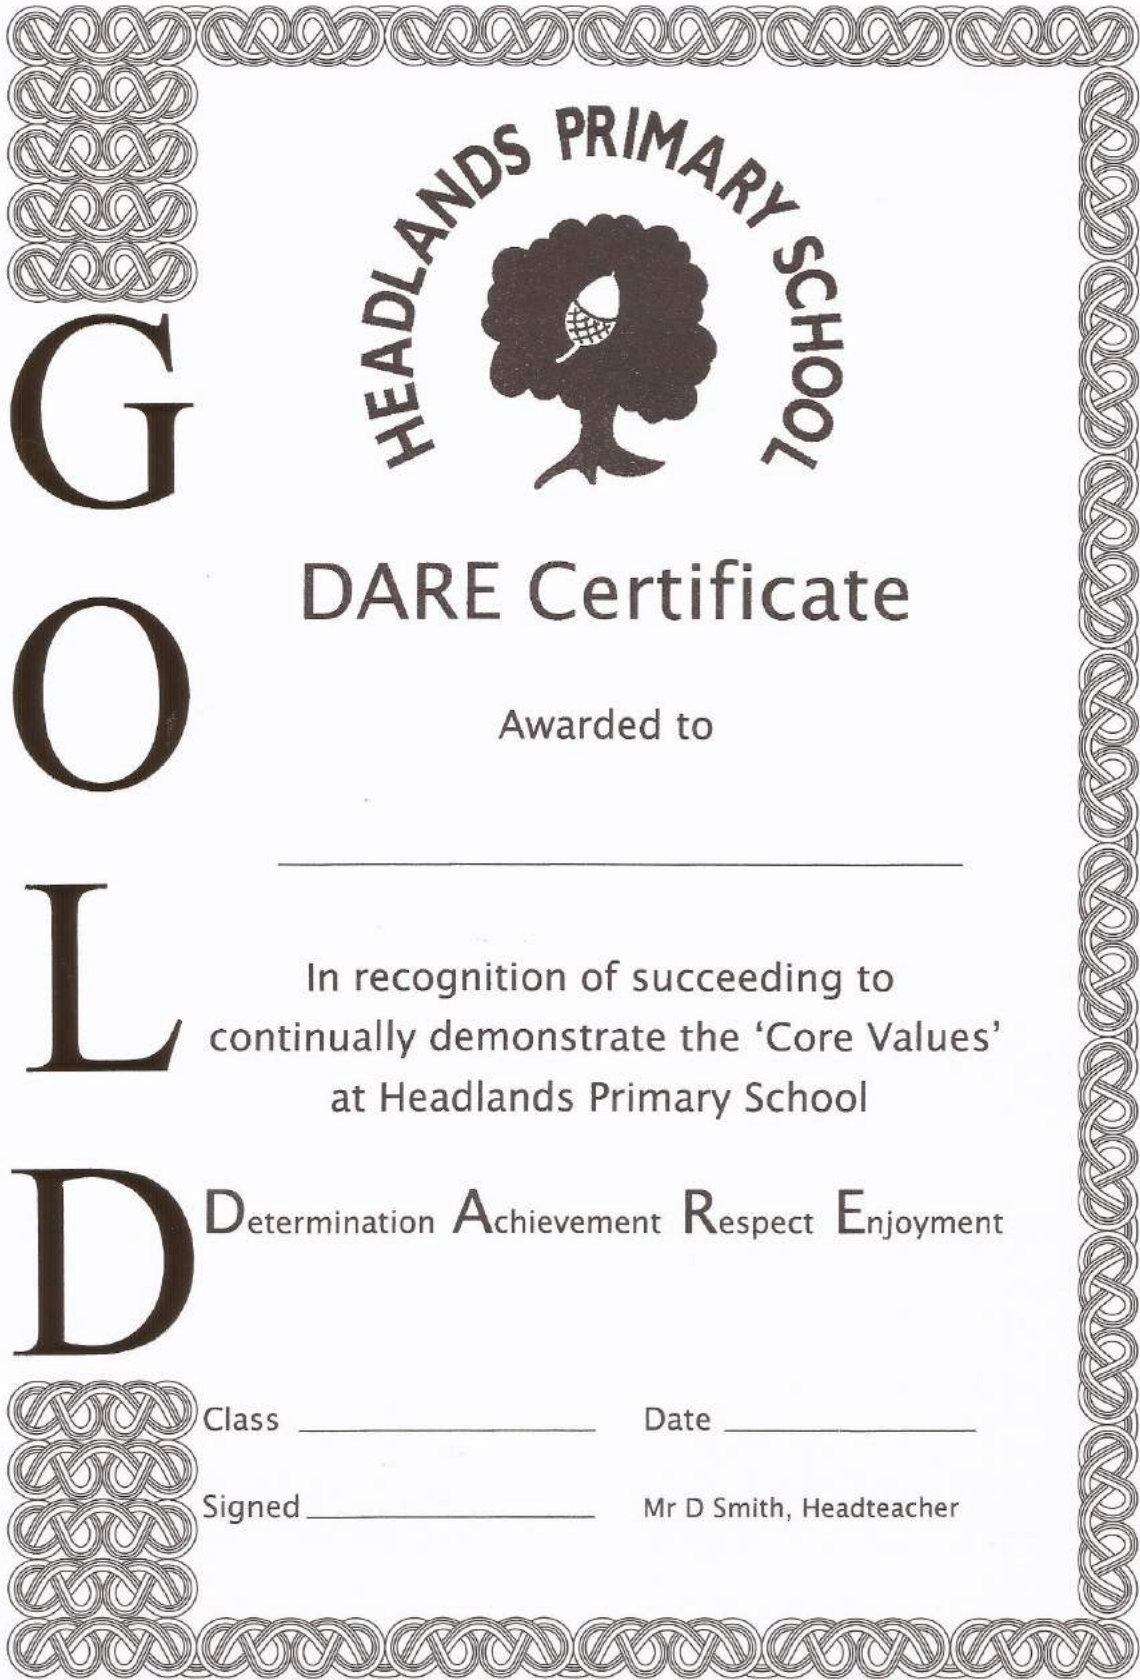 HEADLANDS PRIMARY SCHOOL
GOLD
DARE Certificate
Awarded to
In recognition of succeeding to
continually demonstrate the ‘Core Values’
at Headlands Primary School
Determination Achievement Respect Enjoyment
Class Date
Signed Mr D Smith, Headteacher